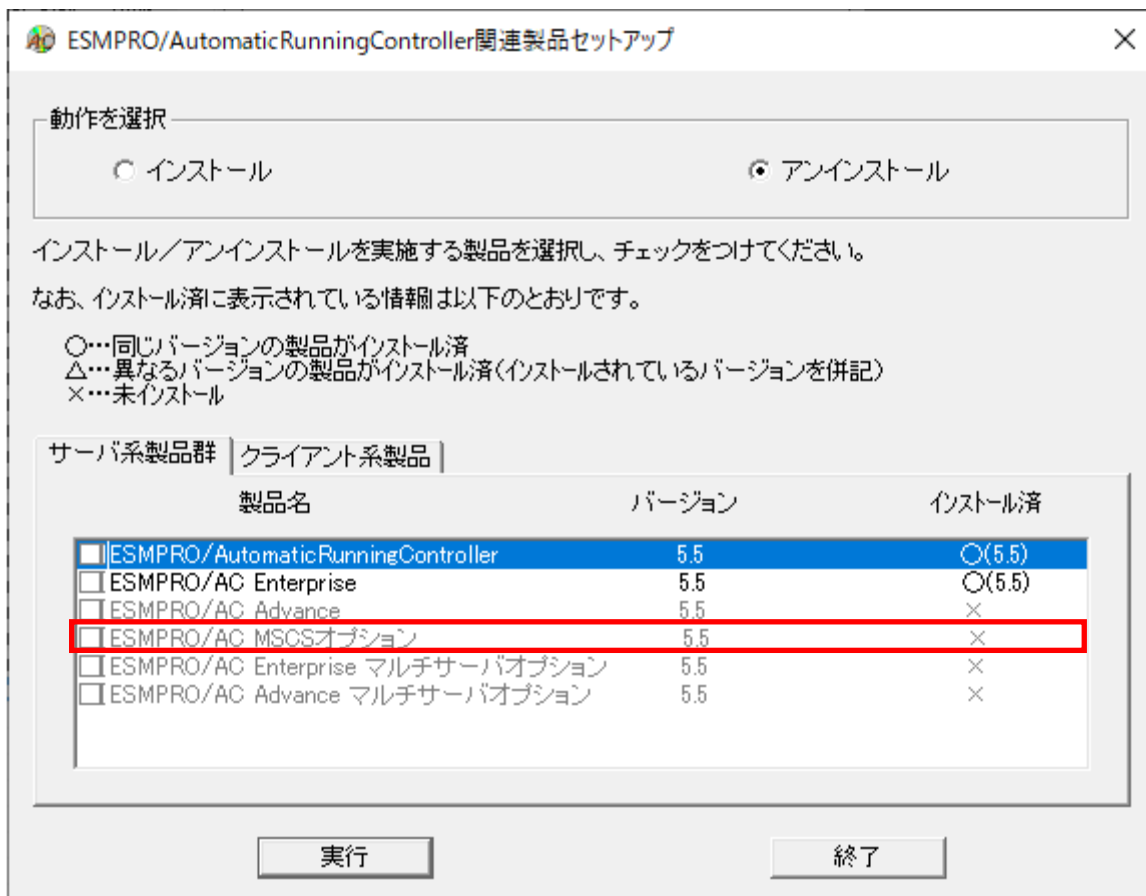 ESMPRO/AutomaticRunningController関連製品セットアップ
動作を選択
インストール
アンインストール
インストール/アンインストールを実施する製品を選択し、チェックをつけてください。
なお、インストール済に表示されている情報は以下のとおりです。
○…同じバージョンの製品がインストール済
△…異なるバージョンの製品がインストール済(インストールされているバージョンを併記)
×…未インストール
サーバ系製品群 クライアント系製品
製品名 バージョン インストール済
ESMPRO/AutomaticRunningController 5.5 ○(5.5)
ESMPRO/AC Enterprise 5.5 ○(5.5)
ESMPRO/AC Advance 5.5 ×
ESMPRO/AC MSCSオプション 5.5 ×
ESMPRO/AC Enterprise マルチサーバオプション 5.5 ×
ESMPRO/AC Advance マルチサーバオプション 5.5 ×
実行 終了